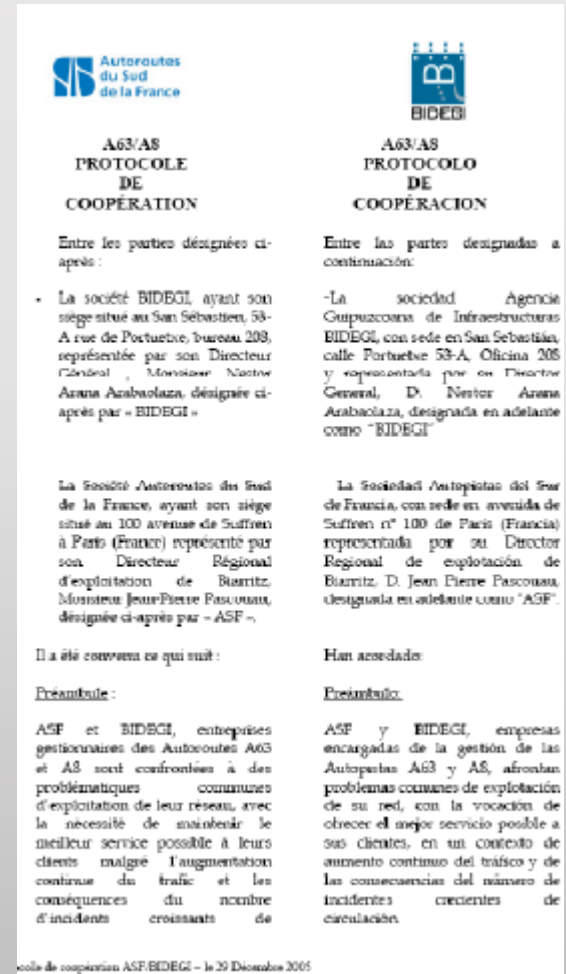 Autoroutes
du Sud
de la France
BIDEGI
A63/A8
PROTOCOLE
DE
COOPÉRATION
Entre les parties désignées ci-
après :
- La société BIDEGI, ayant son
siège situé au San Sébastien, 53-
A rue de Portuetxe, bureau 208,
représentée par son Directeur
Général , Monsieur Nestor
Arana Arabaolaza, désignée ci-
après par « BIDEGI »
La Société Autoroutes du Sud
de la France, ayant son siège
situé au 100 avenue de Suffren
à Paris (France) représenté par
son Directeur Régional
d'exploitation de Biarritz,
Monsieur Jean-Pierre Pascouau,
désignée ci-après par « ASF ».
Il a été convenu ce qui suit :
Préambule :
ASF et BIDEGI, entreprises
gestionnaires des Autoroutes A63
et A8 sont confrontées à des
problématiques communes
d'exploitation de leur réseau, avec
la nécessité de maintenir le
meilleur service possible à leurs
clients malgré l'augmentation
continue du trafic et les
conséquences du nombre
d'incidents croissants de
A63/A8
PROTOCOLO
DE
COOPÉRACION
Entre las partes designadas a
continuación:
-La sociedad Agencia
Guipuzcoana de Infraestructuras
BIDEGI, con sede en San Sebastián,
calle Portuetxe 53-A, Oficina 208
y representada por su Director
General, D. Nestor Arana
Arabaolaza, designada en adelante
como "BIDEGI"
La Sociedad Autopistas del Sur
de Francia, con sede en avenida de
Suffren nº 100 de Paris (Francia)
representada por su Director
Regional de explotación de
Biarritz, D. Jean Pierre Pascouau,
designada en adelante como "ASF".
Han acordado:
Preámbulo:
ASF y BIDEGI, empresas
encargadas de la gestión de las
Autopistas A63 y A8, afrontan
problemas comunes de explotación
de su red, con la vocación de
ofrecer el mejor servicio posible a
sus clientes, en un contexto de
aumento continuo del tráfico y de
las consecuencias del número de
incidentes crecientes de
circulación.
ocole de coopération ASF/BIDEGI – le 29 Décembre 2005